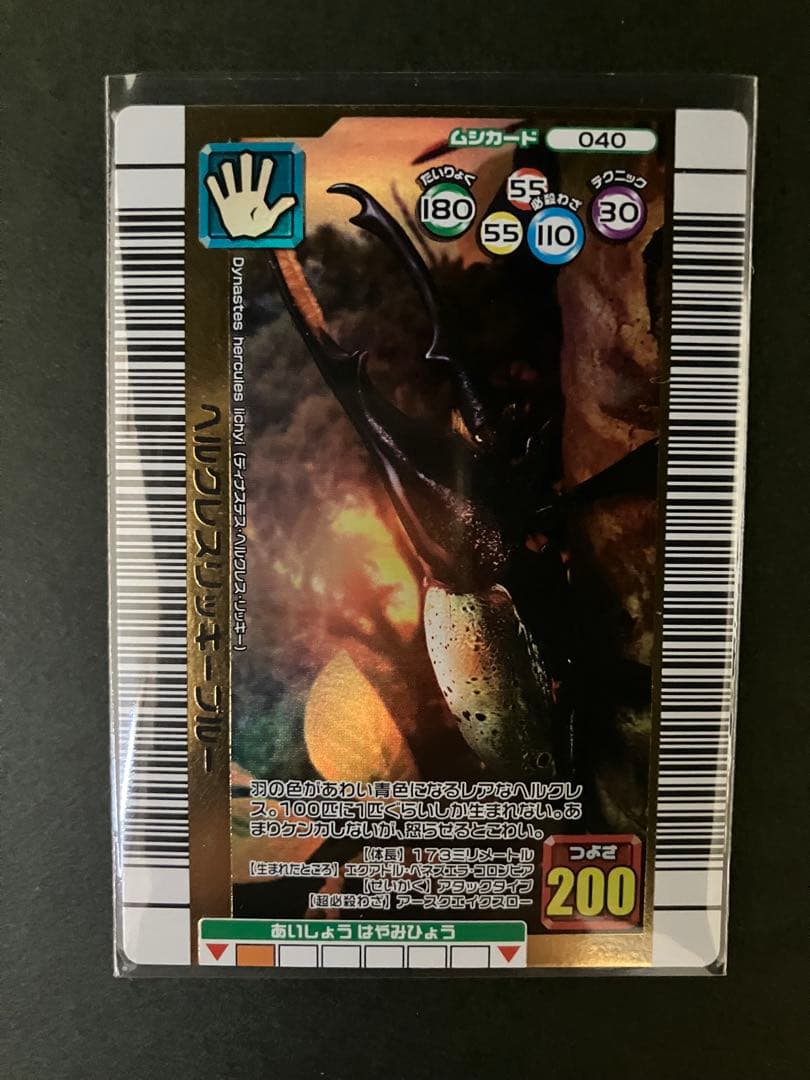 ムシカード 040
たいりょく
180
55
55
必殺わざ
110
テクニック
30
Dynastes hercules lichyi (ディナステス・ヘルクレス・リッキー)
ヘルクレスリッキーブルー
羽の色があわい青色になるレアなヘルクレ
ス。100匹に1匹ぐらいしか生まれない。あ
まりケンカしないが、怒らせるとこわい。
【体長】 173ミリメートル
【生まれたところ】 エクアドル・ベネズエラ・コロンビア
【せいかく】 アタックタイプ
【超必殺わざ】 アースクエイクスロー
つよさ
200
あいしょう はやみひょう